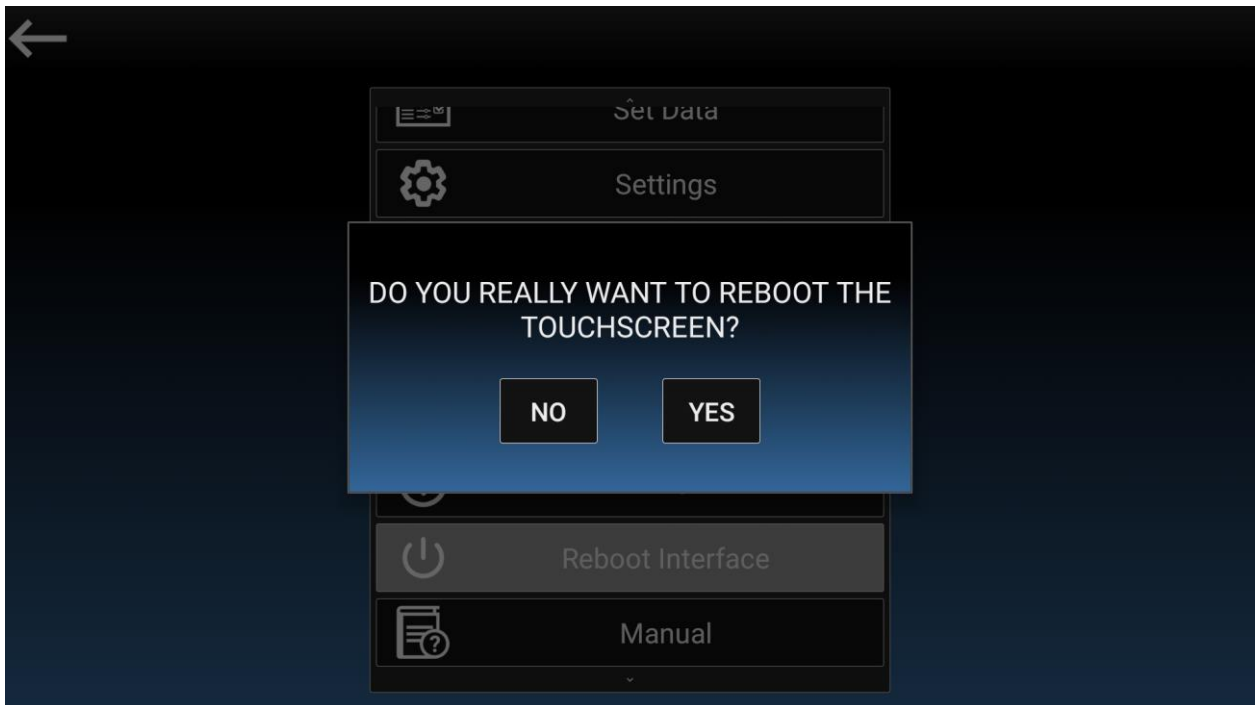 Set Data
Settings
DO YOU REALLY WANT TO REBOOT THE
TOUCHSCREEN?
NO
YES
Reboot Interface
?
Manual